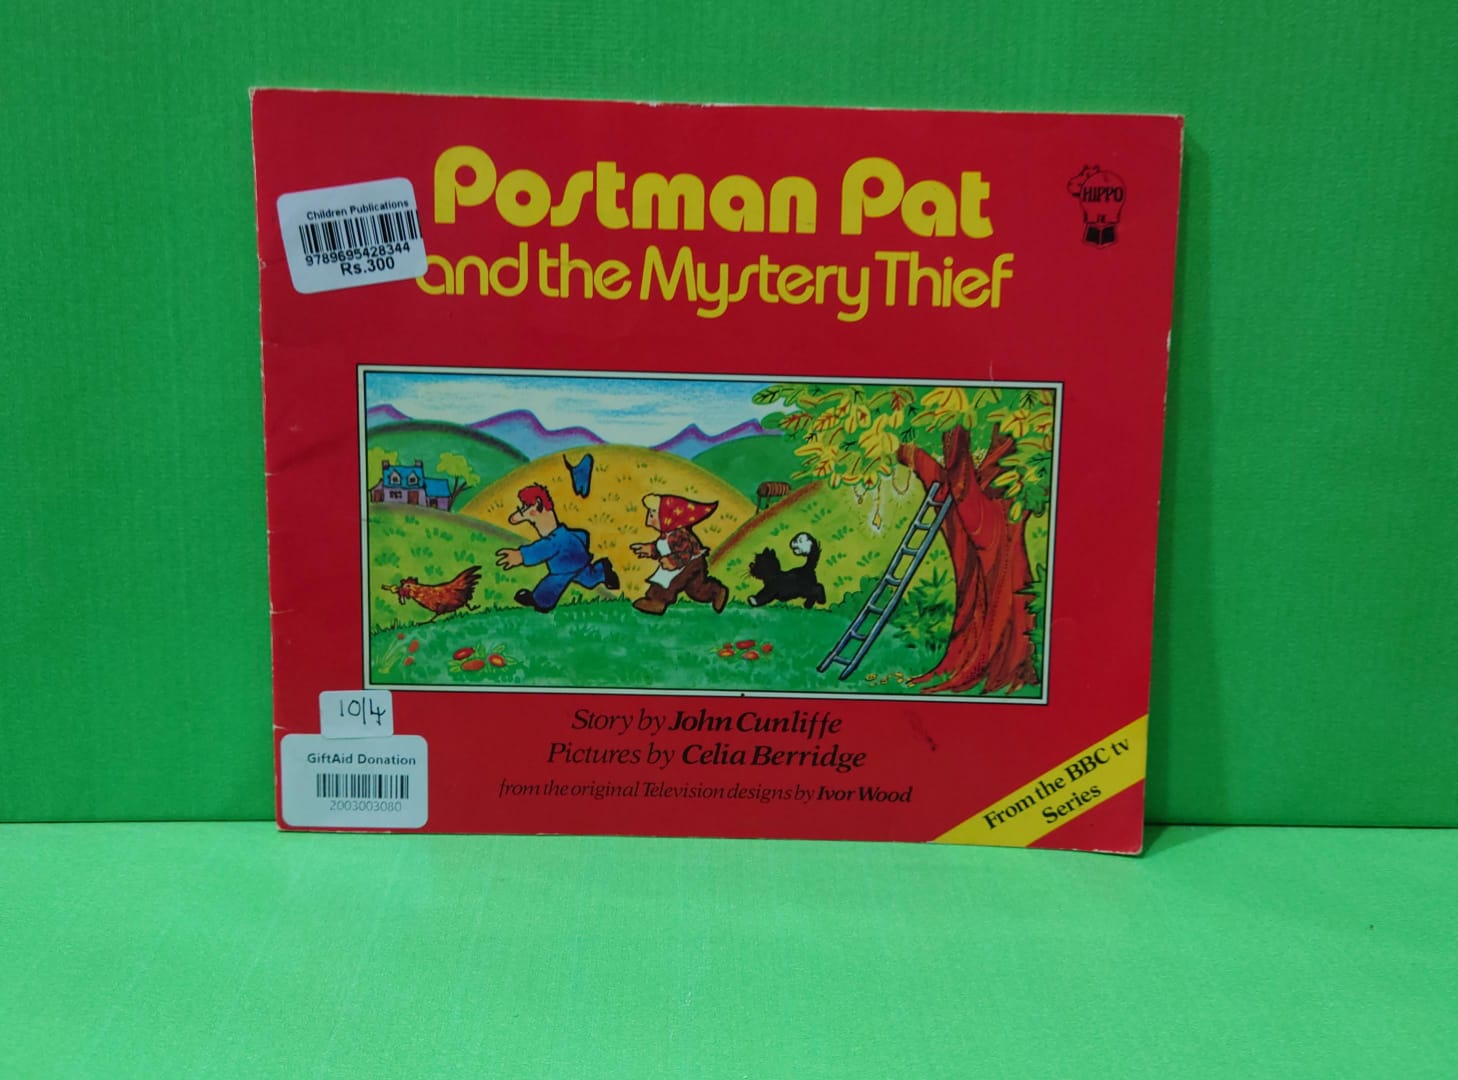 Children Publications
9789695428344
Rs.300
Postman Pat
and the Mystery Thief
HIPPO
10/4
GiftAid Donation
2003003080
Story by John Cunliffe
Pictures by Celia Berridge
from the original Television designs by Ivor Wood
From the BBC tv
Series